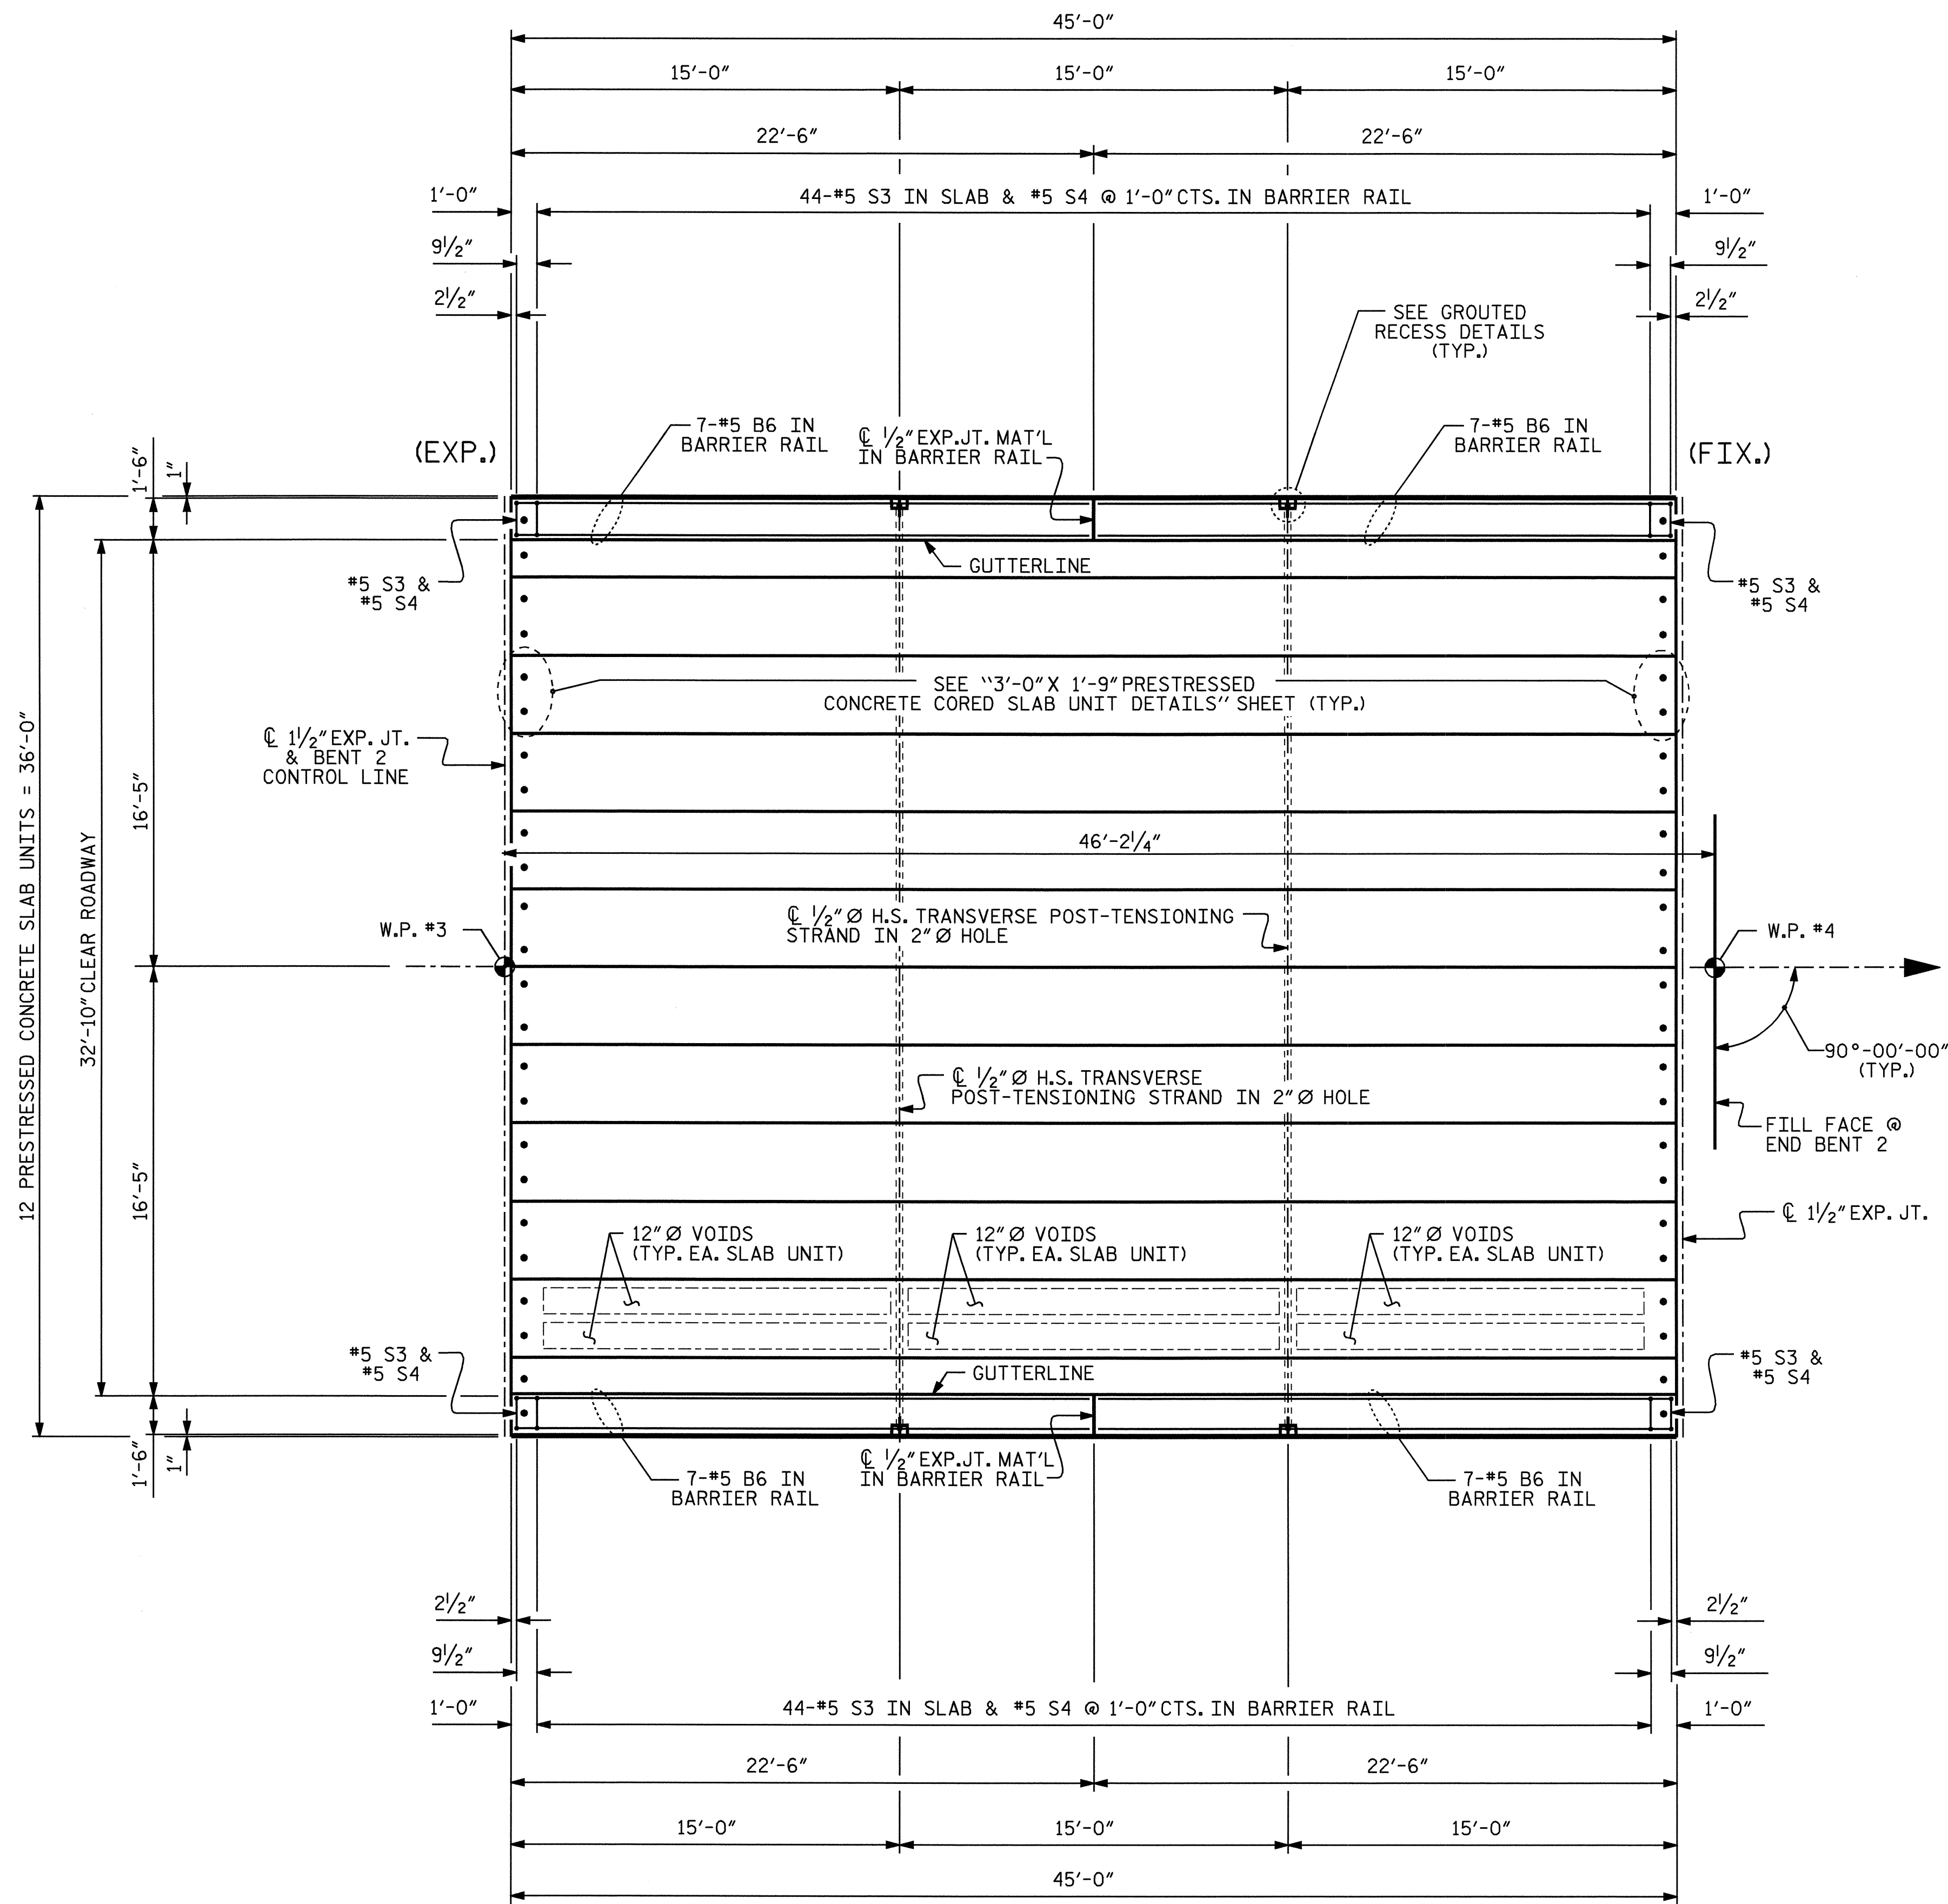 45'-0"
15'-0" 15'-0" 15'-0"
22'-6" 22'-6"
1'-0" 44-#5 S3 IN SLAB & #5 S4 @ 1'-0" CTS. IN BARRIER RAIL 1'-0"
9½" 9½"
2½" 2½"
SEE GROUTED
RECESS DETAILS
(TYP.)
7-#5 B6 IN
BARRIER RAIL
℄ ½" EXP. JT. MAT'L
IN BARRIER RAIL
7-#5 B6 IN
BARRIER RAIL
(EXP.) (FIX.)
1'-6" 1"
GUTTERLINE
#5 S3 &
#5 S4
#5 S3 &
#5 S4
SEE "3'-0" X 1'-9" PRESTRESSED
CONCRETE CORED SLAB UNIT DETAILS" SHEET (TYP.)
℄ 1½" EXP. JT.
& BENT 2
CONTROL LINE
12 PRESTRESSED CONCRETE SLAB UNITS = 36'-0"
32'-10" CLEAR ROADWAY
16'-5"
46'-2¼"
℄ ½" Ø H.S. TRANSVERSE POST-TENSIONING
STRAND IN 2" Ø HOLE
W.P. #3 W.P. #4
90°-00'-00"
(TYP.)
℄ ½" Ø H.S. TRANSVERSE
POST-TENSIONING STRAND IN 2" Ø HOLE
FILL FACE @
END BENT 2
16'-5"
℄ 1½" EXP. JT.
12" Ø VOIDS
(TYP. EA. SLAB UNIT)
12" Ø VOIDS
(TYP. EA. SLAB UNIT)
12" Ø VOIDS
(TYP. EA. SLAB UNIT)
#5 S3 &
#5 S4
#5 S3 &
#5 S4
GUTTERLINE
1'-6" 1"
7-#5 B6 IN
BARRIER RAIL
℄ ½" EXP. JT. MAT'L
IN BARRIER RAIL
7-#5 B6 IN
BARRIER RAIL
2½" 2½"
9½" 9½"
1'-0" 44-#5 S3 IN SLAB & #5 S4 @ 1'-0" CTS. IN BARRIER RAIL 1'-0"
22'-6" 22'-6"
15'-0" 15'-0" 15'-0"
45'-0"